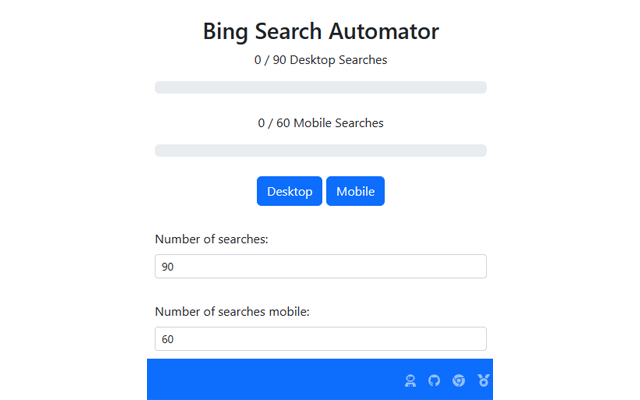 Bing Search Automator
0 / 90 Desktop Searches
0 / 60 Mobile Searches
Desktop Mobile
Number of searches:
90
Number of searches mobile:
60